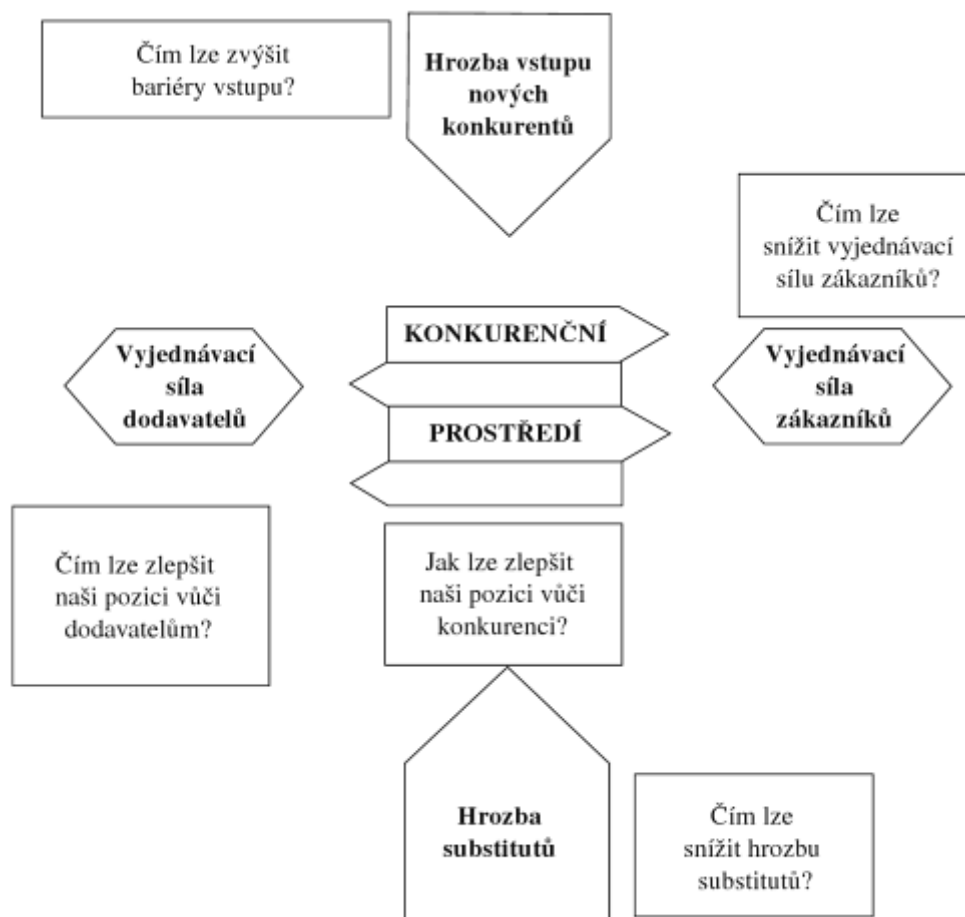 Čím lze zvýšit
bariéry vstupu?
Hrozba vstupu
nových
konkurentů
Čím lze
snížit vyjednávací
sílu zákazníků?
Vyjednávací
síla
dodavatelů
KONKURENČNÍ
PROSTŘEDÍ
Vyjednávací
síla
zákazníků
Čím lze zlepšit
naši pozici vůči
dodavatelům?
Jak lze zlepšit
naši pozici vůči
konkurenci?
Hrozba
substitutů
Čím lze
snížit hrozbu
substitutů?